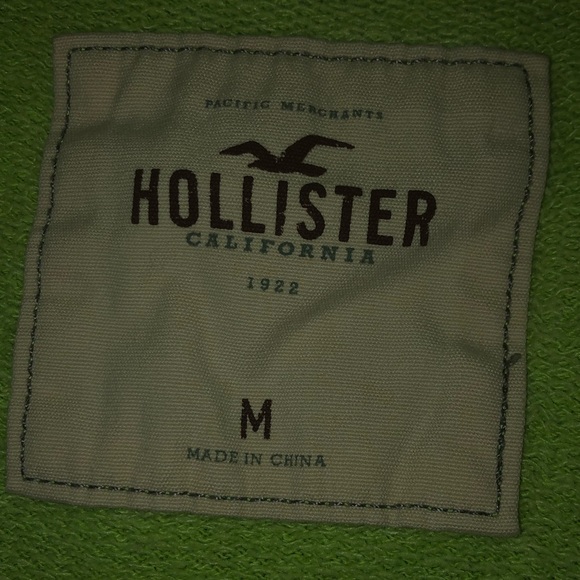 PACIFIC MERCHANTS
HOLLISTER
CALIFORNIA
1922
M
MADE IN CHINA